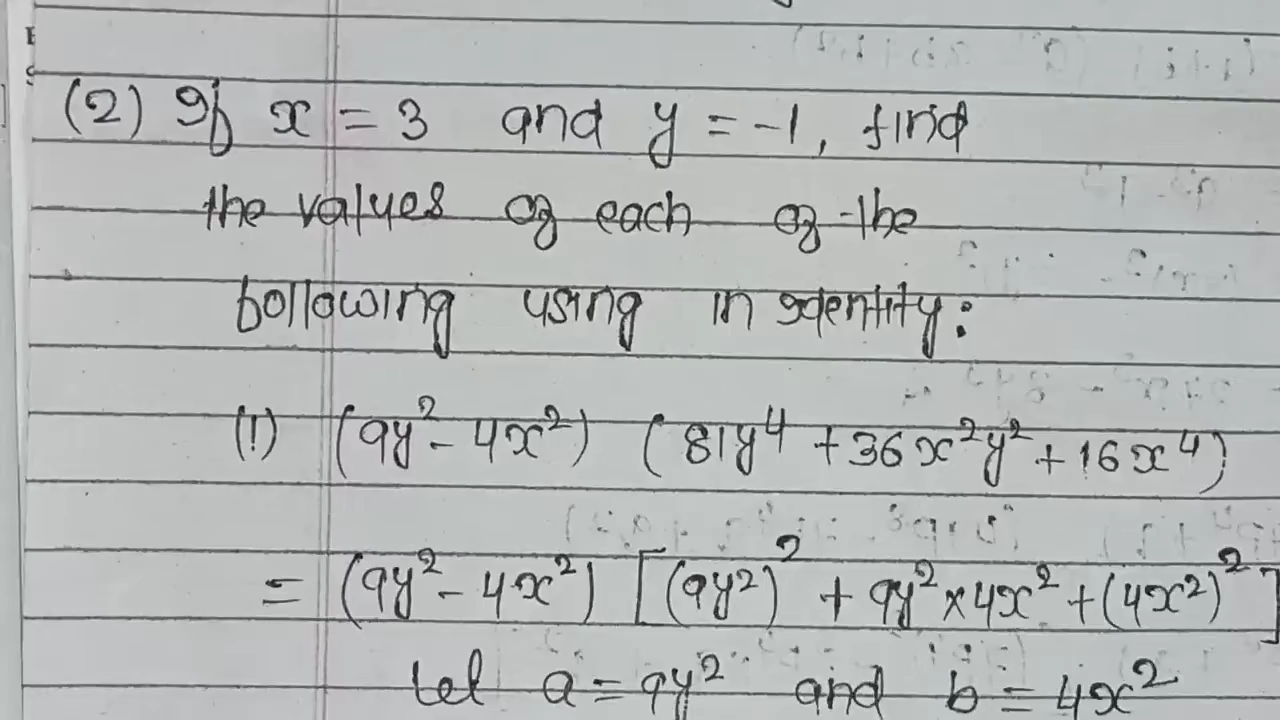 (2) If x = 3 and y = -1, find
the values of each of the
following using in identity:
(i) (9y² - 4x²) (81y⁴ + 36x²y² + 16x⁴)
= (9y² - 4x²) [(9y²)² + 9y² × 4x² + (4x²)²]
Let a = 9y² and b = 4x²